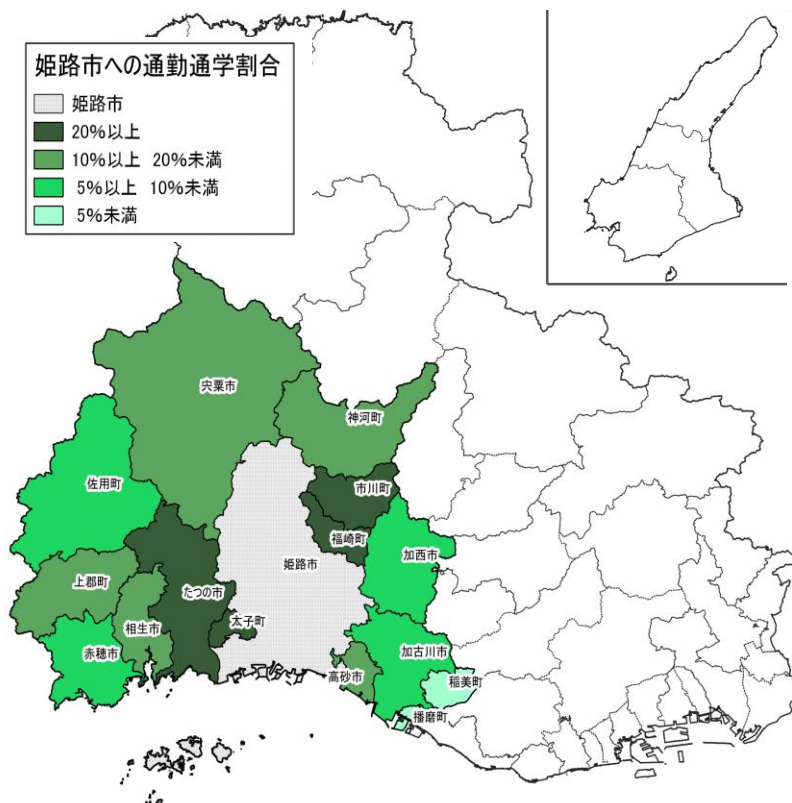 姫路市への通勤通学割合
姫路市
20%以上
10%以上 20%未満
5%以上 10%未満
5%未満
宍粟市
神河町
佐用町
市川町
福崎町
加西市
姫路市
上郡町
たつの市
太子町
相生市
赤穂市
加古川市
高砂市
稲美町
播磨町